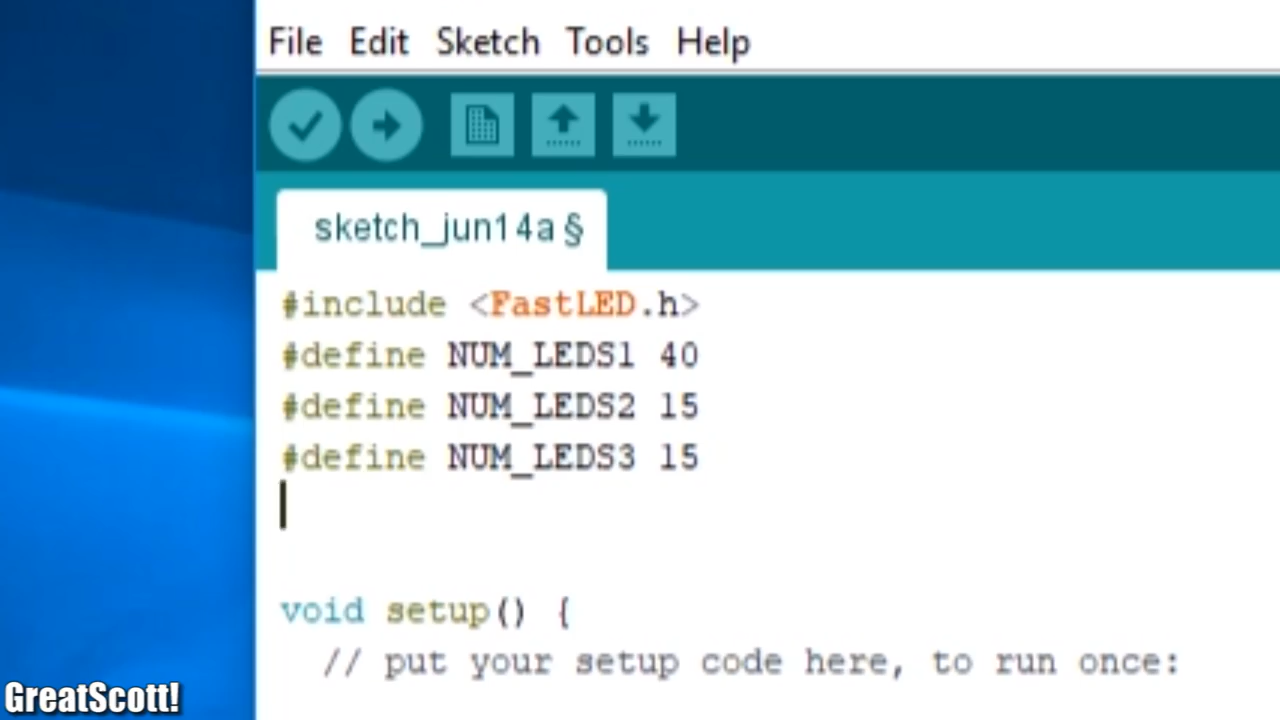 File Edit Sketch Tools Help
sketch_jun14a §
#include <FastLED.h>
#define NUM_LEDS1 40
#define NUM_LEDS2 15
#define NUM_LEDS3 15
void setup() {
// put your setup code here, to run once:
GreatScott!